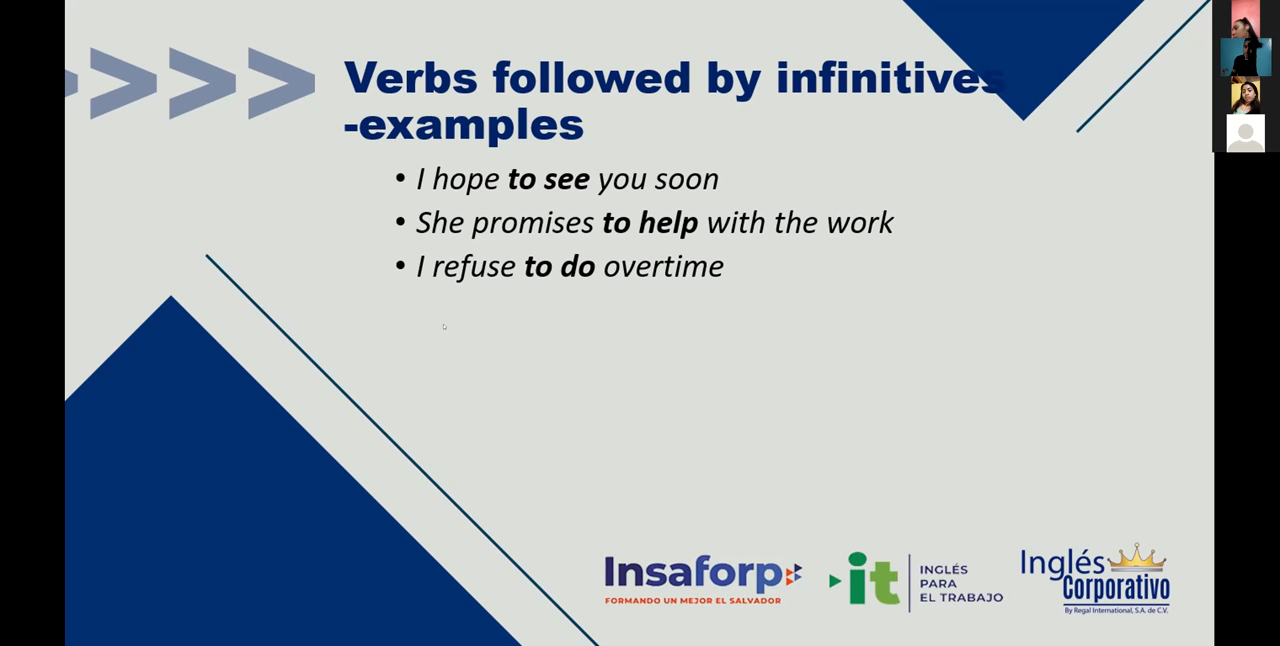 Verbs followed by infinitives
-examples
• I hope to see you soon
• She promises to help with the work
• I refuse to do overtime
Insaforp
FORMANDO UN MEJOR EL SALVADOR
it
INGLÉS
PARA
EL TRABAJO
Inglés
Corporativo
By Regal International, S.A. de C.V.